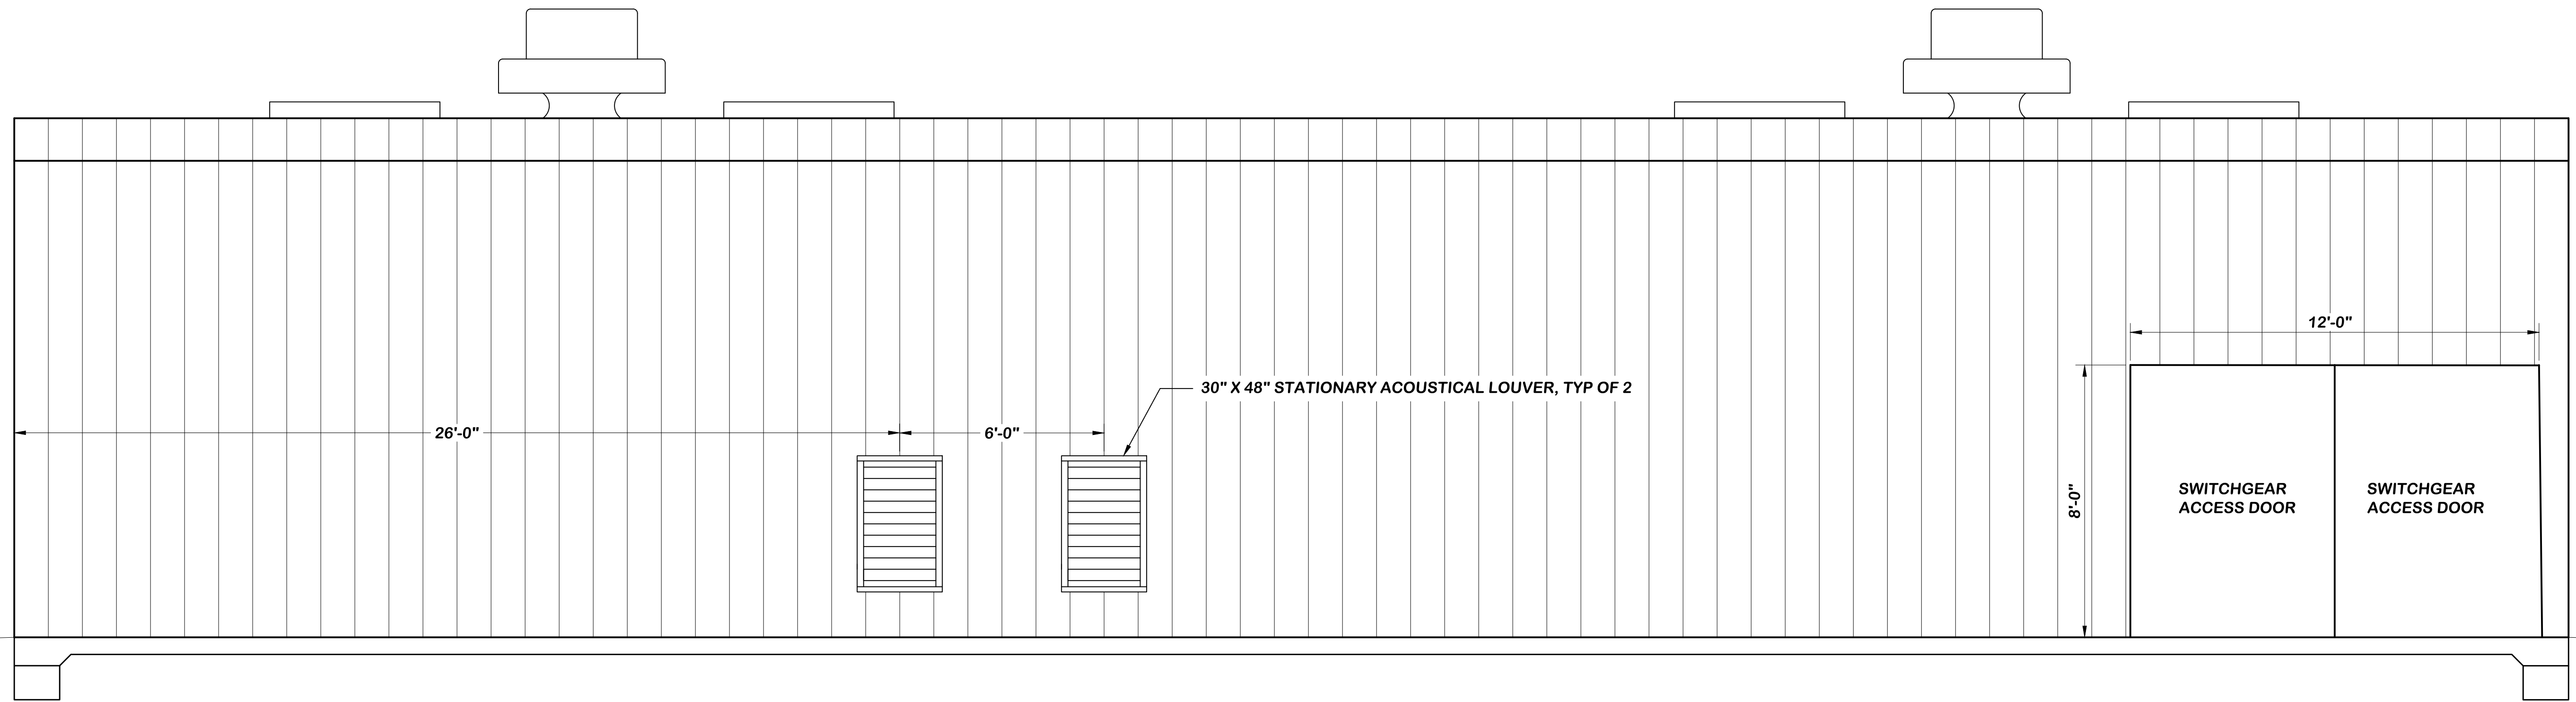 12'-0"
30" X 48" STATIONARY ACOUSTICAL LOUVER, TYP OF 2
26'-0"
6'-0"
8'-0"
SWITCHGEAR
ACCESS DOOR
SWITCHGEAR
ACCESS DOOR